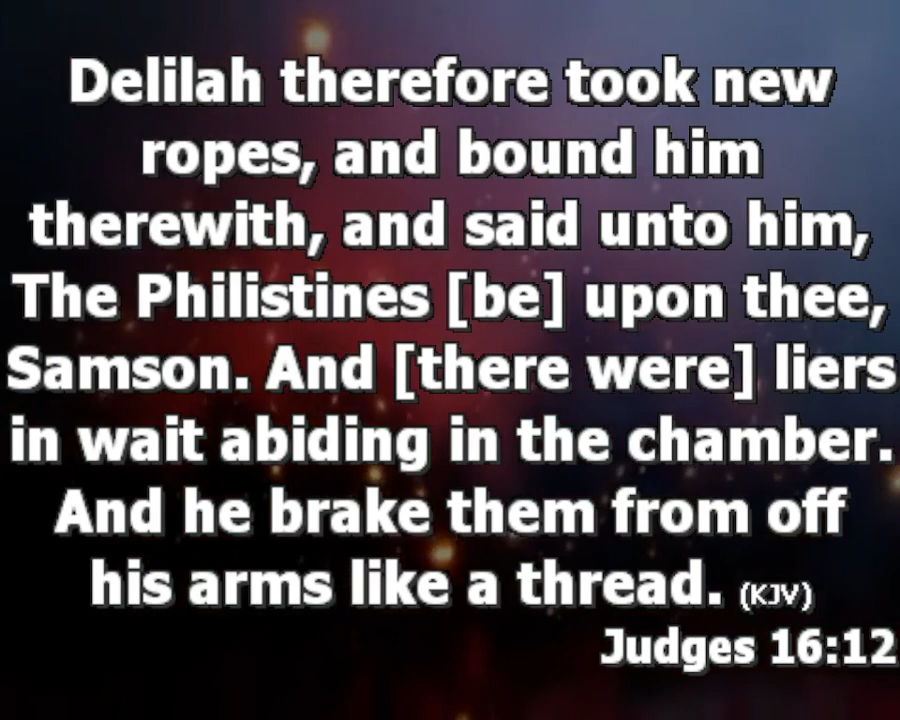 Delilah therefore took new
ropes, and bound him
therewith, and said unto him,
The Philistines [be] upon thee,
Samson. And [there were] liers
in wait abiding in the chamber.
And he brake them from off
his arms like a thread. (KJV)
Judges 16:12